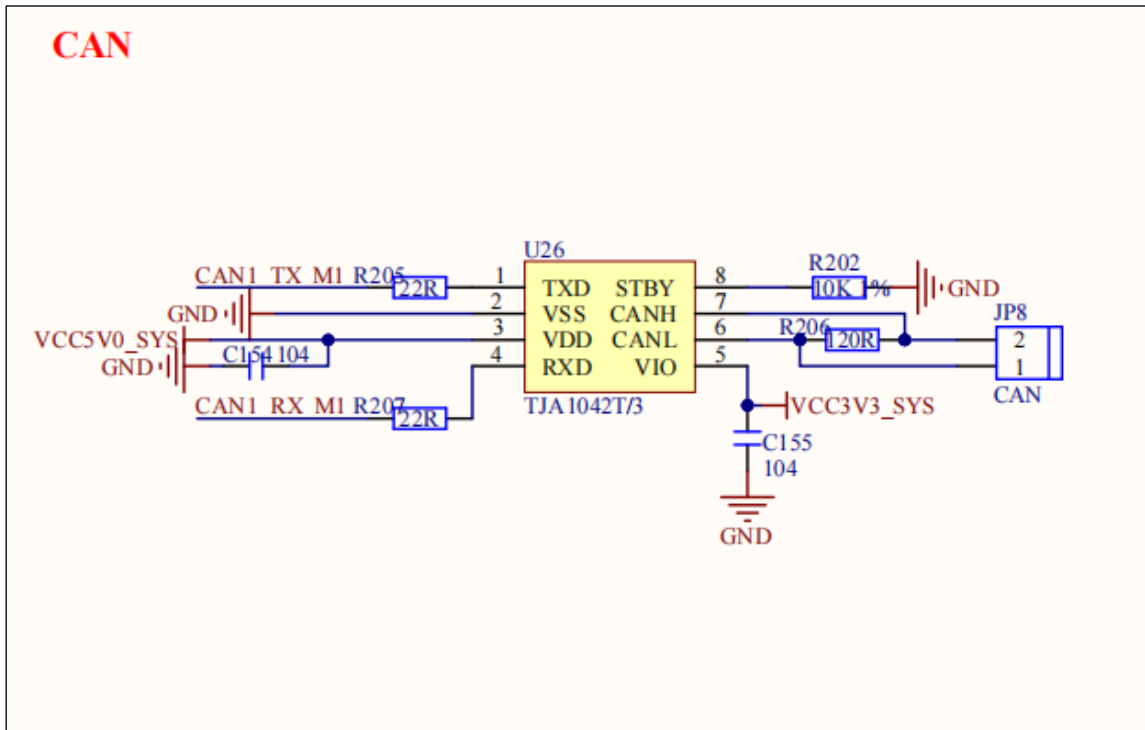 CAN
U26
CAN1_TX_M1 R205 22R 1 TXD STBY 8 R202 10K 1% GND
GND 2 VSS CANH 7 JP8
VCC5V0_SYS 3 VDD CANL 6 R206 120R 2
GND C154 104 4 RXD VIO 5 1
CAN1_RX_M1 R207 22R TJA1042T/3 VCC3V3_SYS CAN
C155
104
GND